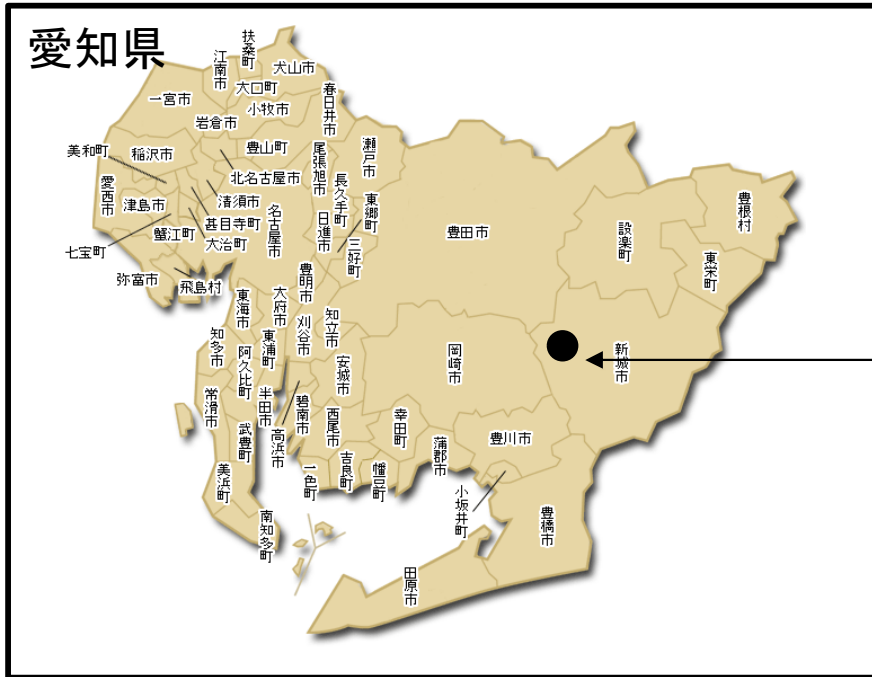 愛知県
扶桑町
江南市
犬山市
大口町
一宮市
小牧市
春日井市
岩倉市
美和町
稲沢市
豊山町
瀬戸市
尾張旭市
北名古屋市
長久手町
愛西市
津島市
清須市
東郷町
豊根村
甚目寺町
名古屋市
日進市
設楽町
蟹江町
大治町
三好町
豊田市
七宝町
東栄町
弥富市
飛島村
豊明市
東海市
大府市
刈谷市
知立市
知多市
東浦町
阿久比町
安城市
岡崎市
新城市
常滑市
半田市
碧南市
西尾市
幸田町
豊川市
武豊町
高浜市
蒲郡市
美浜町
一色町
吉良町
幡豆町
小坂井町
南知多町
豊橋市
田原市